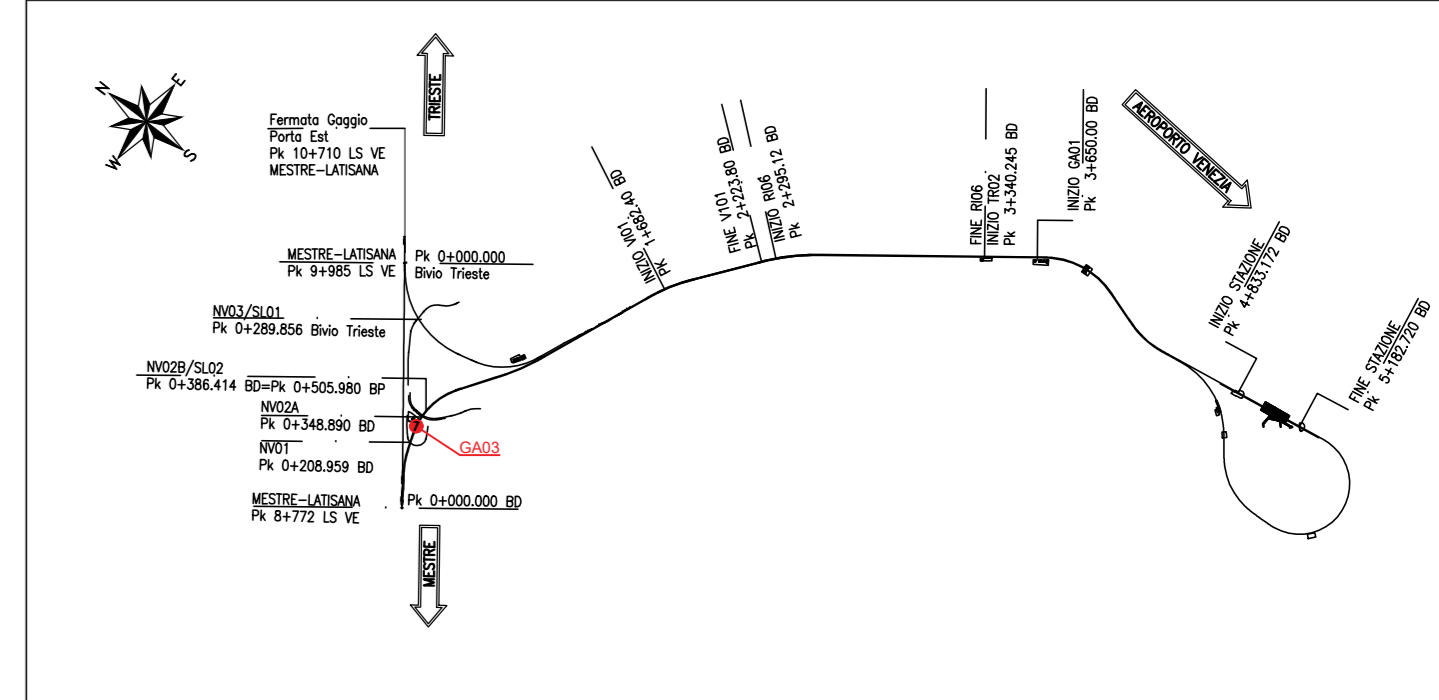 TRIESTE
N
E
W
S
Fermata Gaggio
Porta Est
Pk 10+710 LS VE
MESTRE-LATISANA
MESTRE-LATISANA
Pk 9+985 LS VE
Pk 0+000.000
Bivio Trieste
NV03/SL01
Pk 0+289.856 Bivio Trieste
NV02B/SL02
Pk 0+386.414 BD=Pk 0+505.980 BP
NV02A
Pk 0+348.890 BD
NV01
Pk 0+208.959 BD
GA03
MESTRE-LATISANA
Pk 8+772 LS VE
Pk 0+000.000 BD
MESTRE
INIZIO VI01
PK 1+682.40 BD
FINE V101
Pk 2+223.80 BD
INIZIO RI06
Pk 2+295.12 BD
FINE RI06
INIZIO TR02
Pk 3+340.245 BD
INIZIO GA01
Pk 3+650.00 BD
AEROPORTO VENEZIA
INIZIO STAZIONE
Pk 4+833.172 BD
FINE STAZIONE
Pk 5+182.720 BD